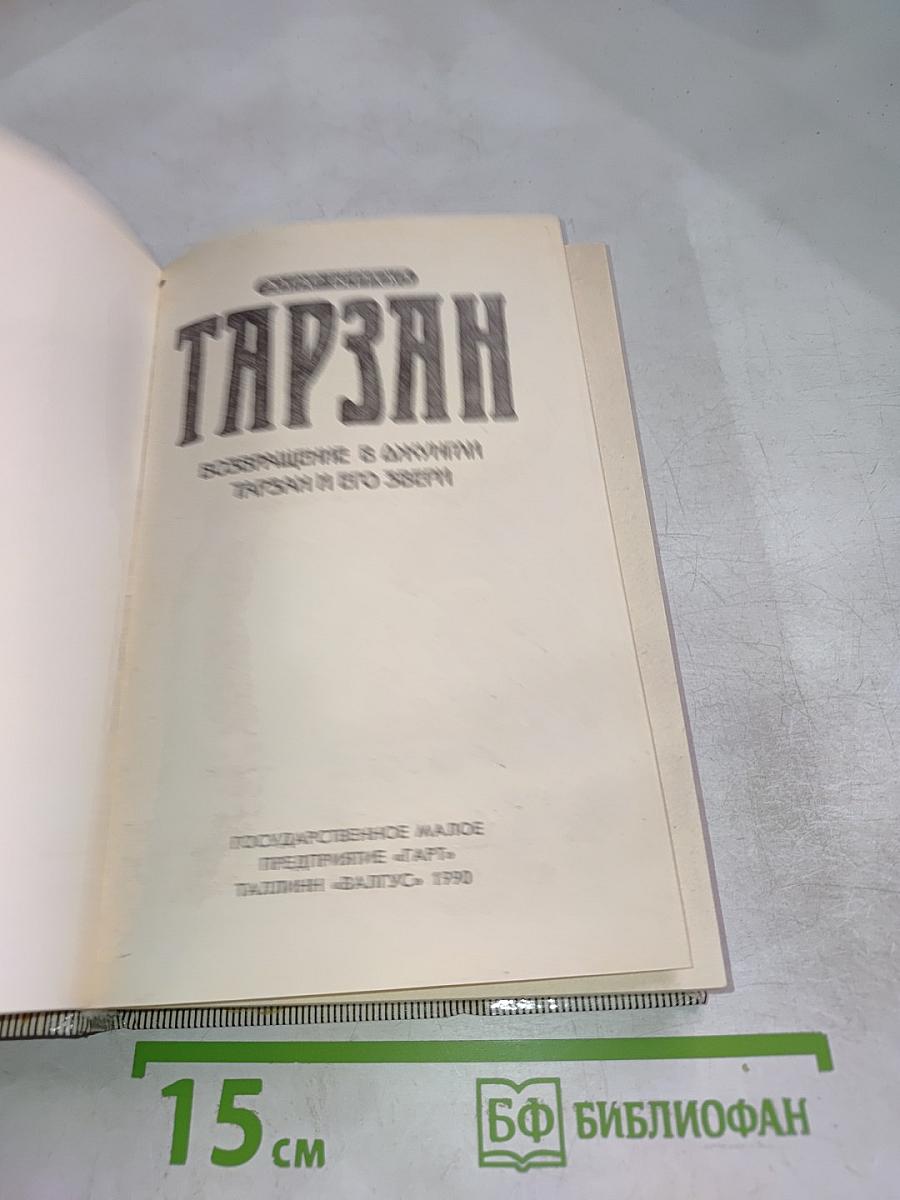 ТАРЗАН
ВОЗВРАЩЕНИЕ В ДЖУНГЛИ
ТАРЗАН И ЕГО ЗВЕРИ
ГОСУДАРСТВЕННОЕ МАЛОЕ
ПРЕДПРИЯТИЕ «ГАРТ»
ТАЛЛИНН «ВАЛГУС» 1990
15 см
БФ БИБЛИОФАН